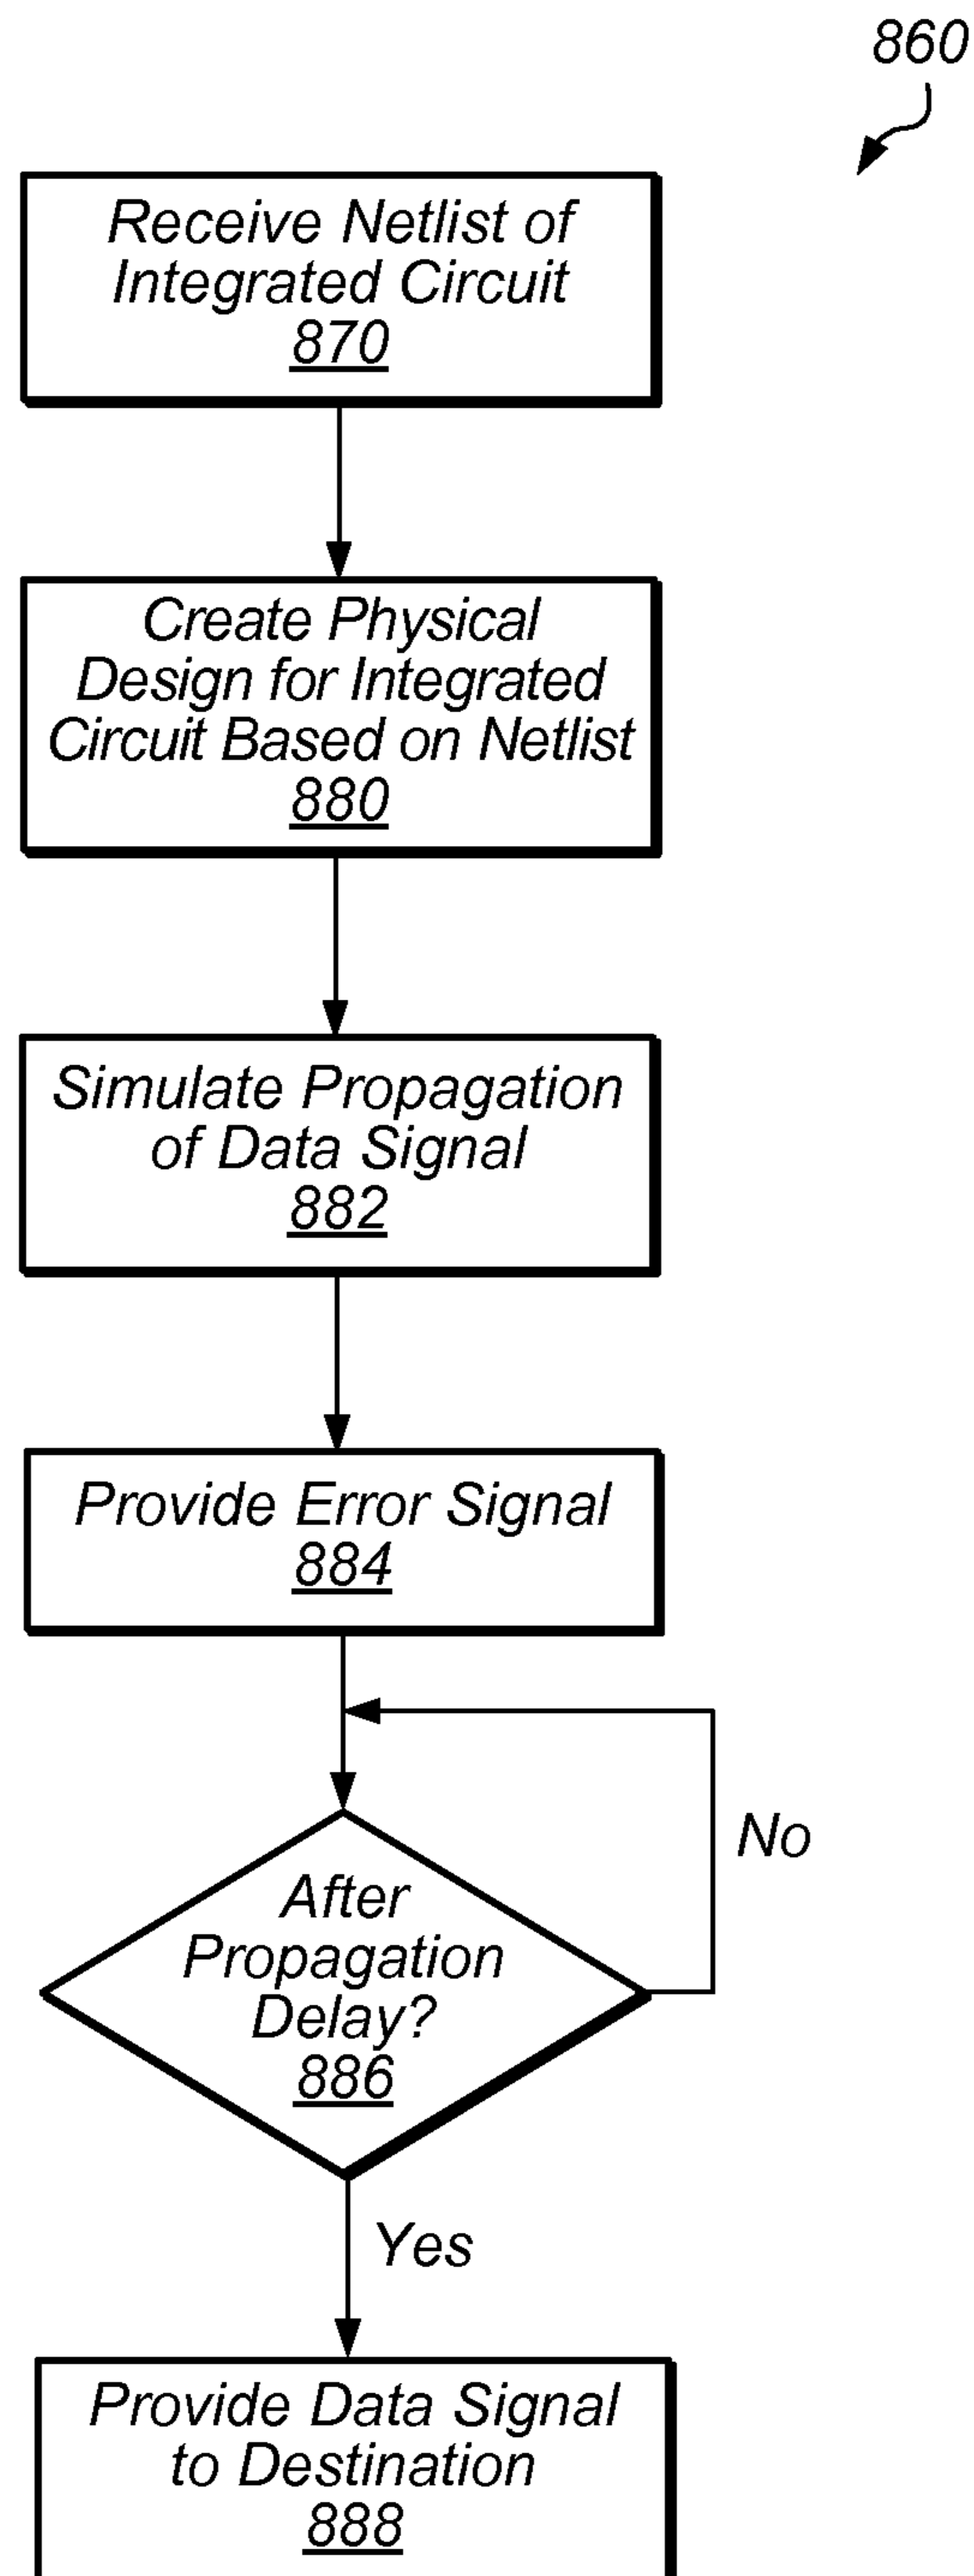 860
Receive Netlist of
Integrated Circuit
870
Create Physical
Design for Integrated
Circuit Based on Netlist
880
Simulate Propagation
of Data Signal
882
Provide Error Signal
884
No
After
Propagation
Delay?
886
Yes
Provide Data Signal
to Destination
888